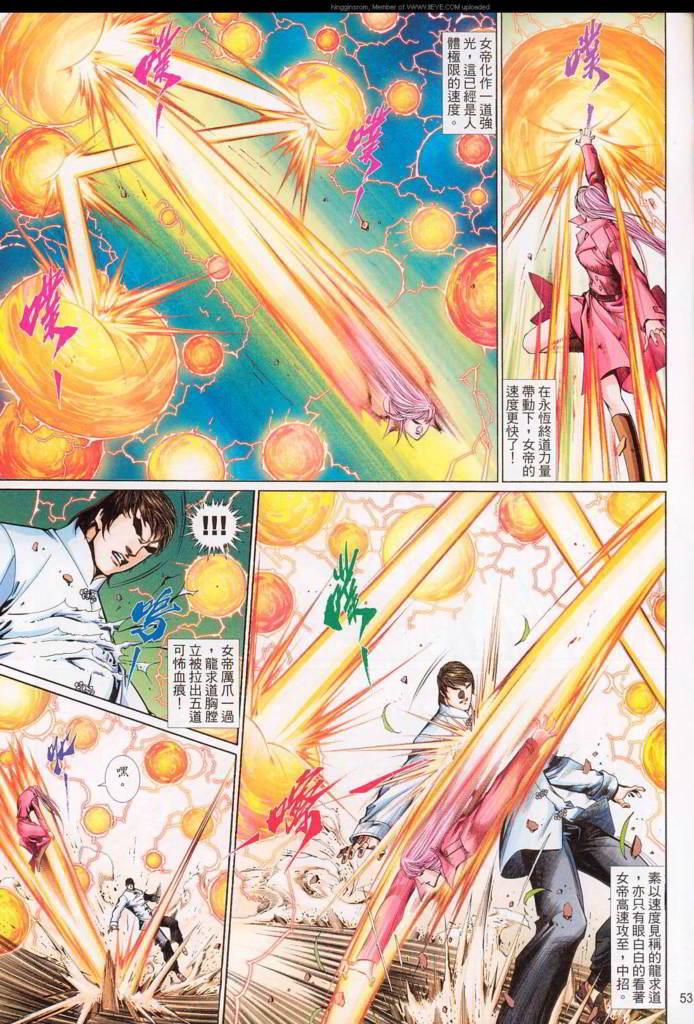 hingginsrom, Member of WWW.IIEVE.COM uploaded
噗
在永恆終道力量
帶動下，女帝的
速度更快了！
女帝化作一道強
光，這已經是人
體極限的速度。
噗
噗
噗
素以速度見稱的龍求道
，亦只有眼白白的看著
女帝高速攻至，中招。
噗
!!!
女帝厲爪一過
，龍求道胸膛
立被拉出五道
可怖血痕！
嘿。
53